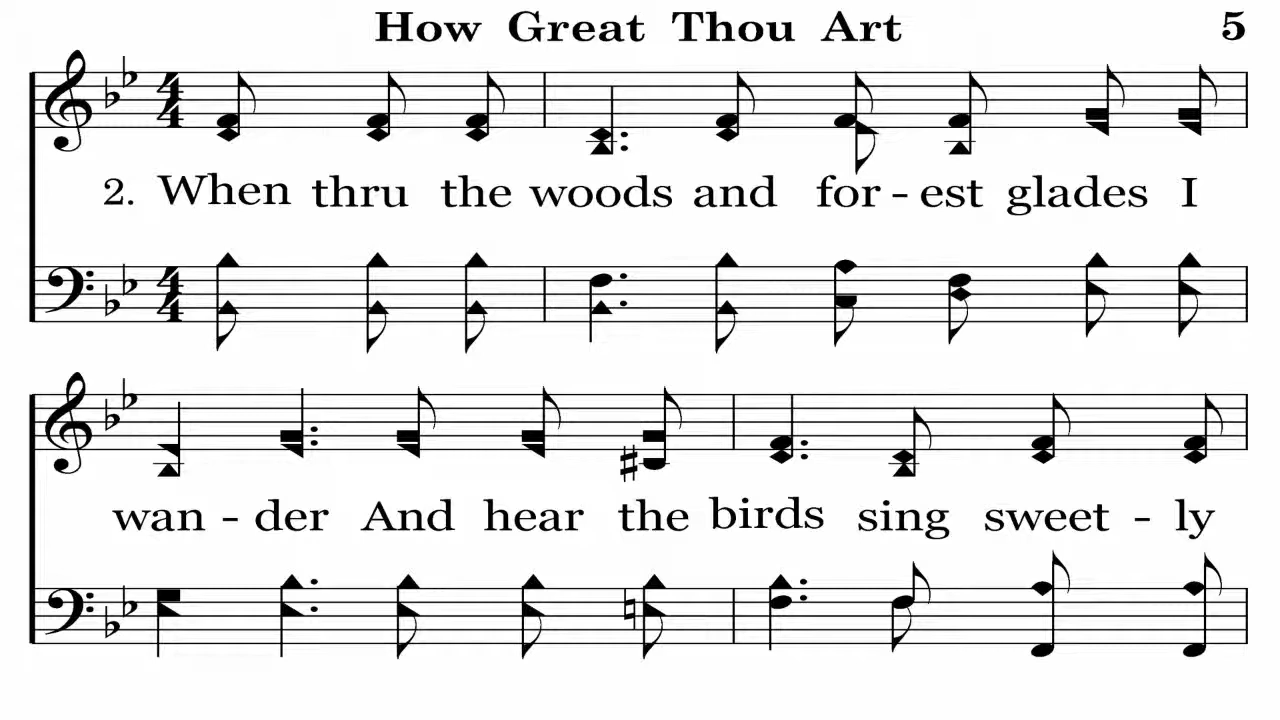 How Great Thou Art 5
2. When thru the woods and for - est glades I
wan - der And hear the birds sing sweet - ly